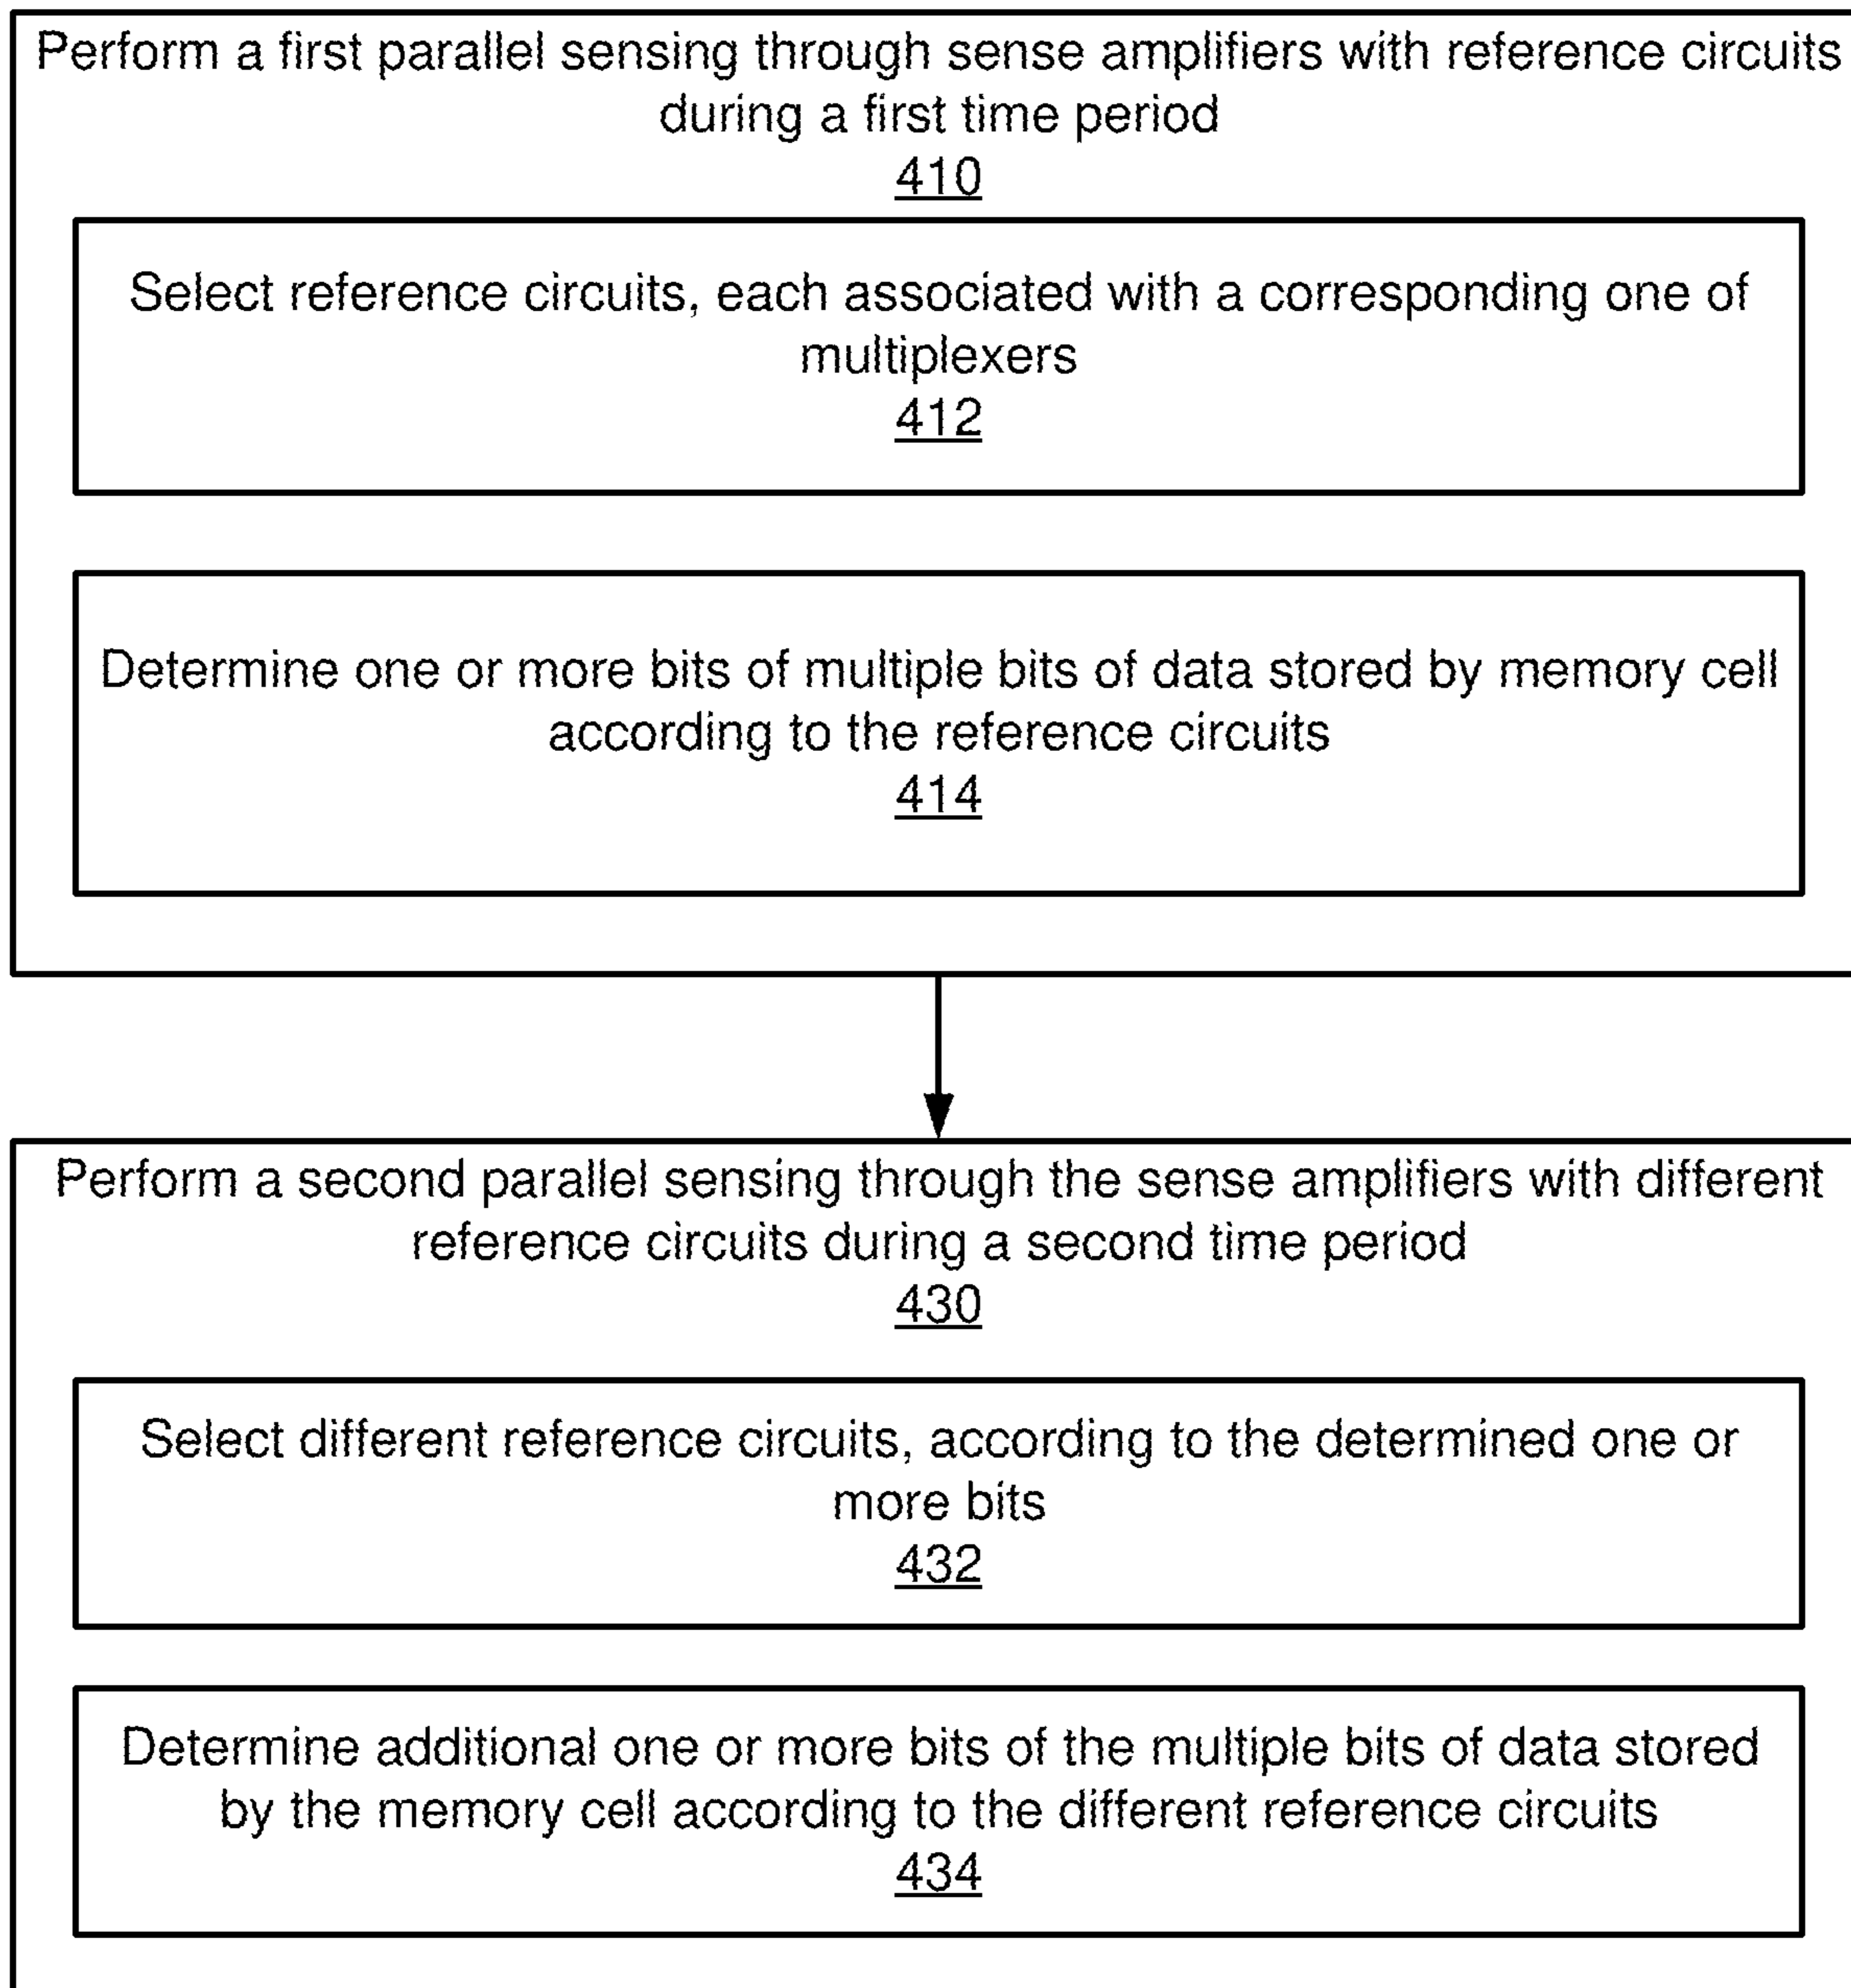 Perform a first parallel sensing through sense amplifiers with reference circuits
during a first time period
410
Select reference circuits, each associated with a corresponding one of
multiplexers
412
Determine one or more bits of multiple bits of data stored by memory cell
according to the reference circuits
414
Perform a second parallel sensing through the sense amplifiers with different
reference circuits during a second time period
430
Select different reference circuits, according to the determined one or
more bits
432
Determine additional one or more bits of the multiple bits of data stored
by the memory cell according to the different reference circuits
434